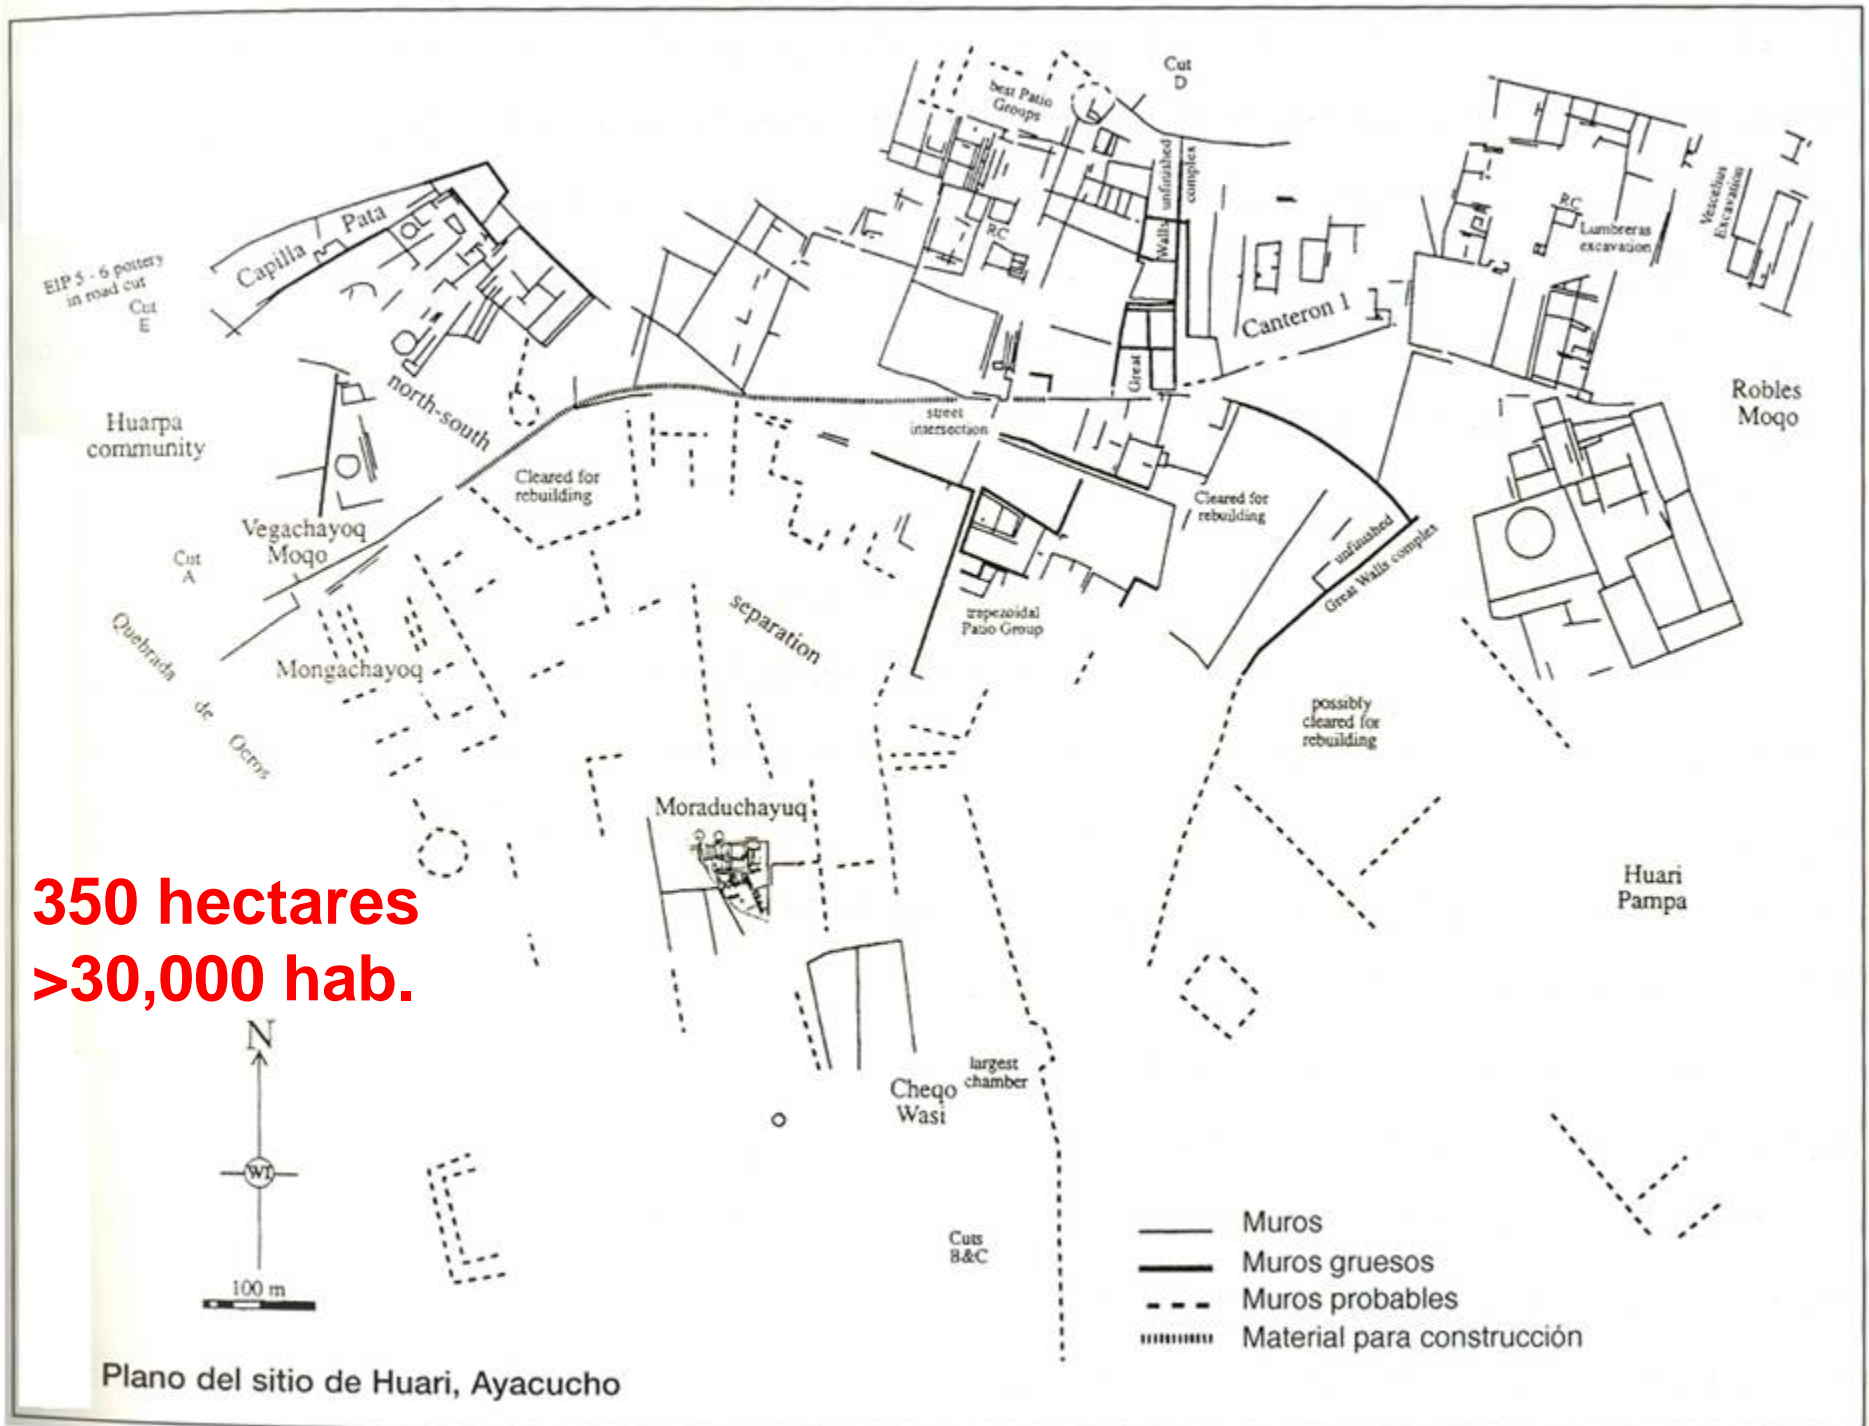 Cut
D
best Patio
Groops
unfinished
complex
Walls
Great
Capilla Pata
EIP 5 - 6 pottery
in road cut
Cut
E
RC
RC
Lumbreras
excavation
Vescelius
Excavation
Canteron 1
Huarpa
community
north-south
street
intersection
Robles
Moqo
Cleared for
rebuilding
Cleared for
rebuilding
Vegachayoq
Moqo
unfinished
Great Walls complex
Cut
A
Quebrada de Ocros
separation
trapezoidal
Patio Group
Mongachayoq
possibly
cleared for
rebuilding
Moraduchayuq
350 hectares
>30,000 hab.
Huari
Pampa
N
largest
chamber
Cheqo
Wasi
WI
Cuts
B&C
100 m
Muros
Muros gruesos
Muros probables
Material para construcción
Plano del sitio de Huari, Ayacucho